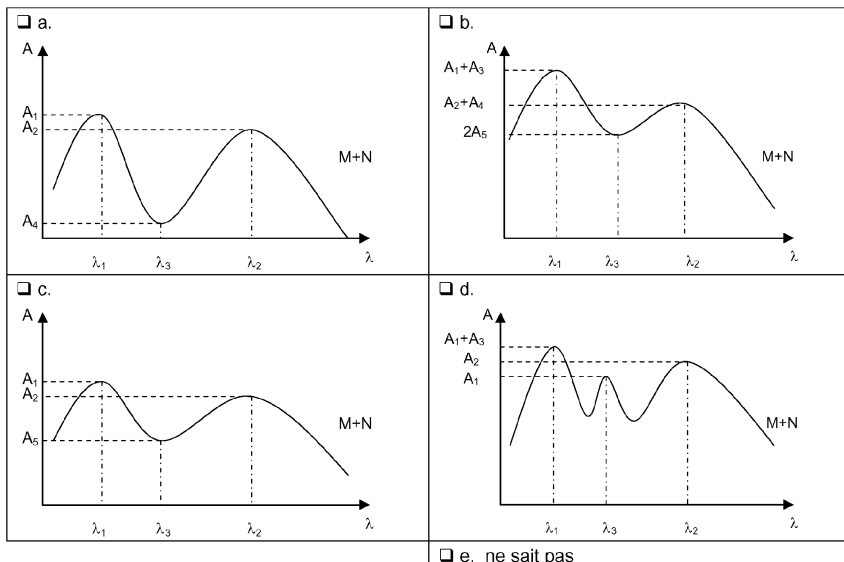 ❑ a.
A
A₁
A₂
A₄
M+N
λ₁
λ₃
λ₂
λ
❑ b.
A
A₁+A₃
A₂+A₄
2A₅
M+N
λ₁
λ₃
λ₂
λ
❑ c.
A
A₁
A₂
A₅
M+N
λ₁
λ₃
λ₂
λ
❑ d.
A
A₁+A₃
A₂
A₁
M+N
λ₁
λ₃
λ₂
λ
❑ e. ne sait pas